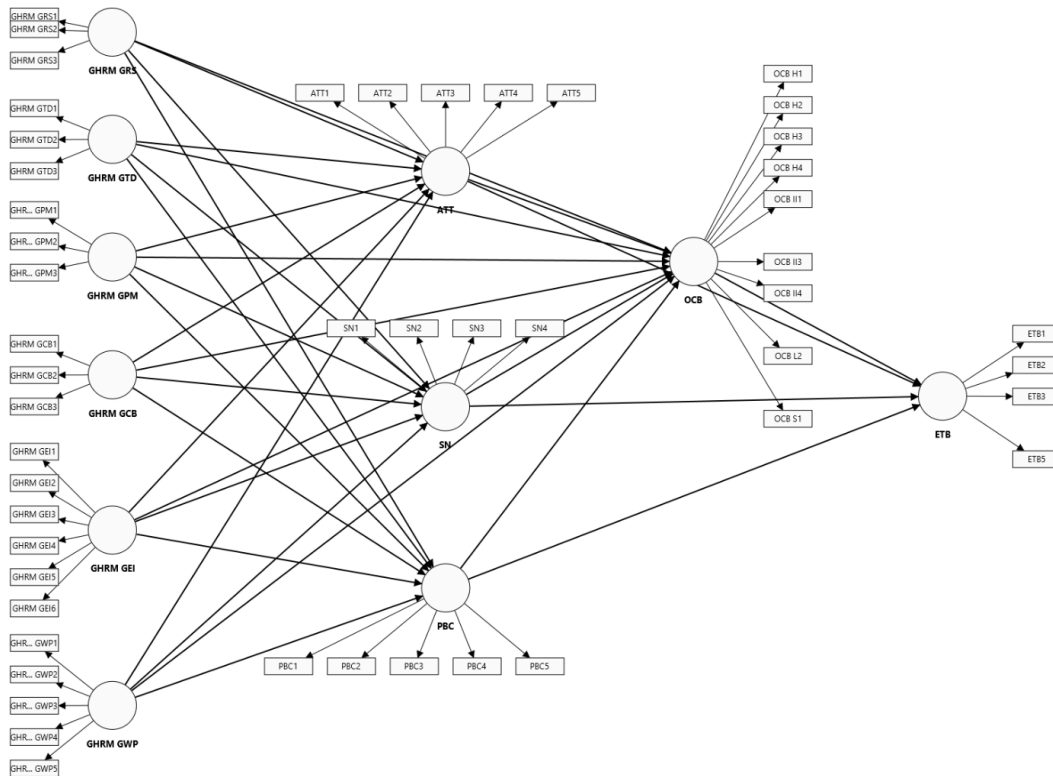 GHRM GRS1
GHRM GRS2
GHRM GRS3
GHRM GRS
GHRM GTD1
GHRM GTD2
GHRM GTD3
GHRM GTD
GHR... GPM1
GHR... GPM2
GHR... GPM3
GHRM GPM
GHRM GCB1
GHRM GCB2
GHRM GCB3
GHRM GCB
GHRM GEI1
GHRM GEI2
GHRM GEI3
GHRM GEI4
GHRM GEI5
GHRM GEI6
GHRM GEI
GHR... GWP1
GHR... GWP2
GHR... GWP3
GHR... GWP4
GHR... GWP5
GHRM GWP
ATT1
ATT2
ATT3
ATT4
ATT5
ATT
SN1
SN2
SN3
SN4
SN
PBC
PBC1
PBC2
PBC3
PBC4
PBC5
OCB H1
OCB H2
OCB H3
OCB H4
OCB II1
OCB II3
OCB II4
OCB L2
OCB S1
OCB
ETB1
ETB2
ETB3
ETB5
ETB